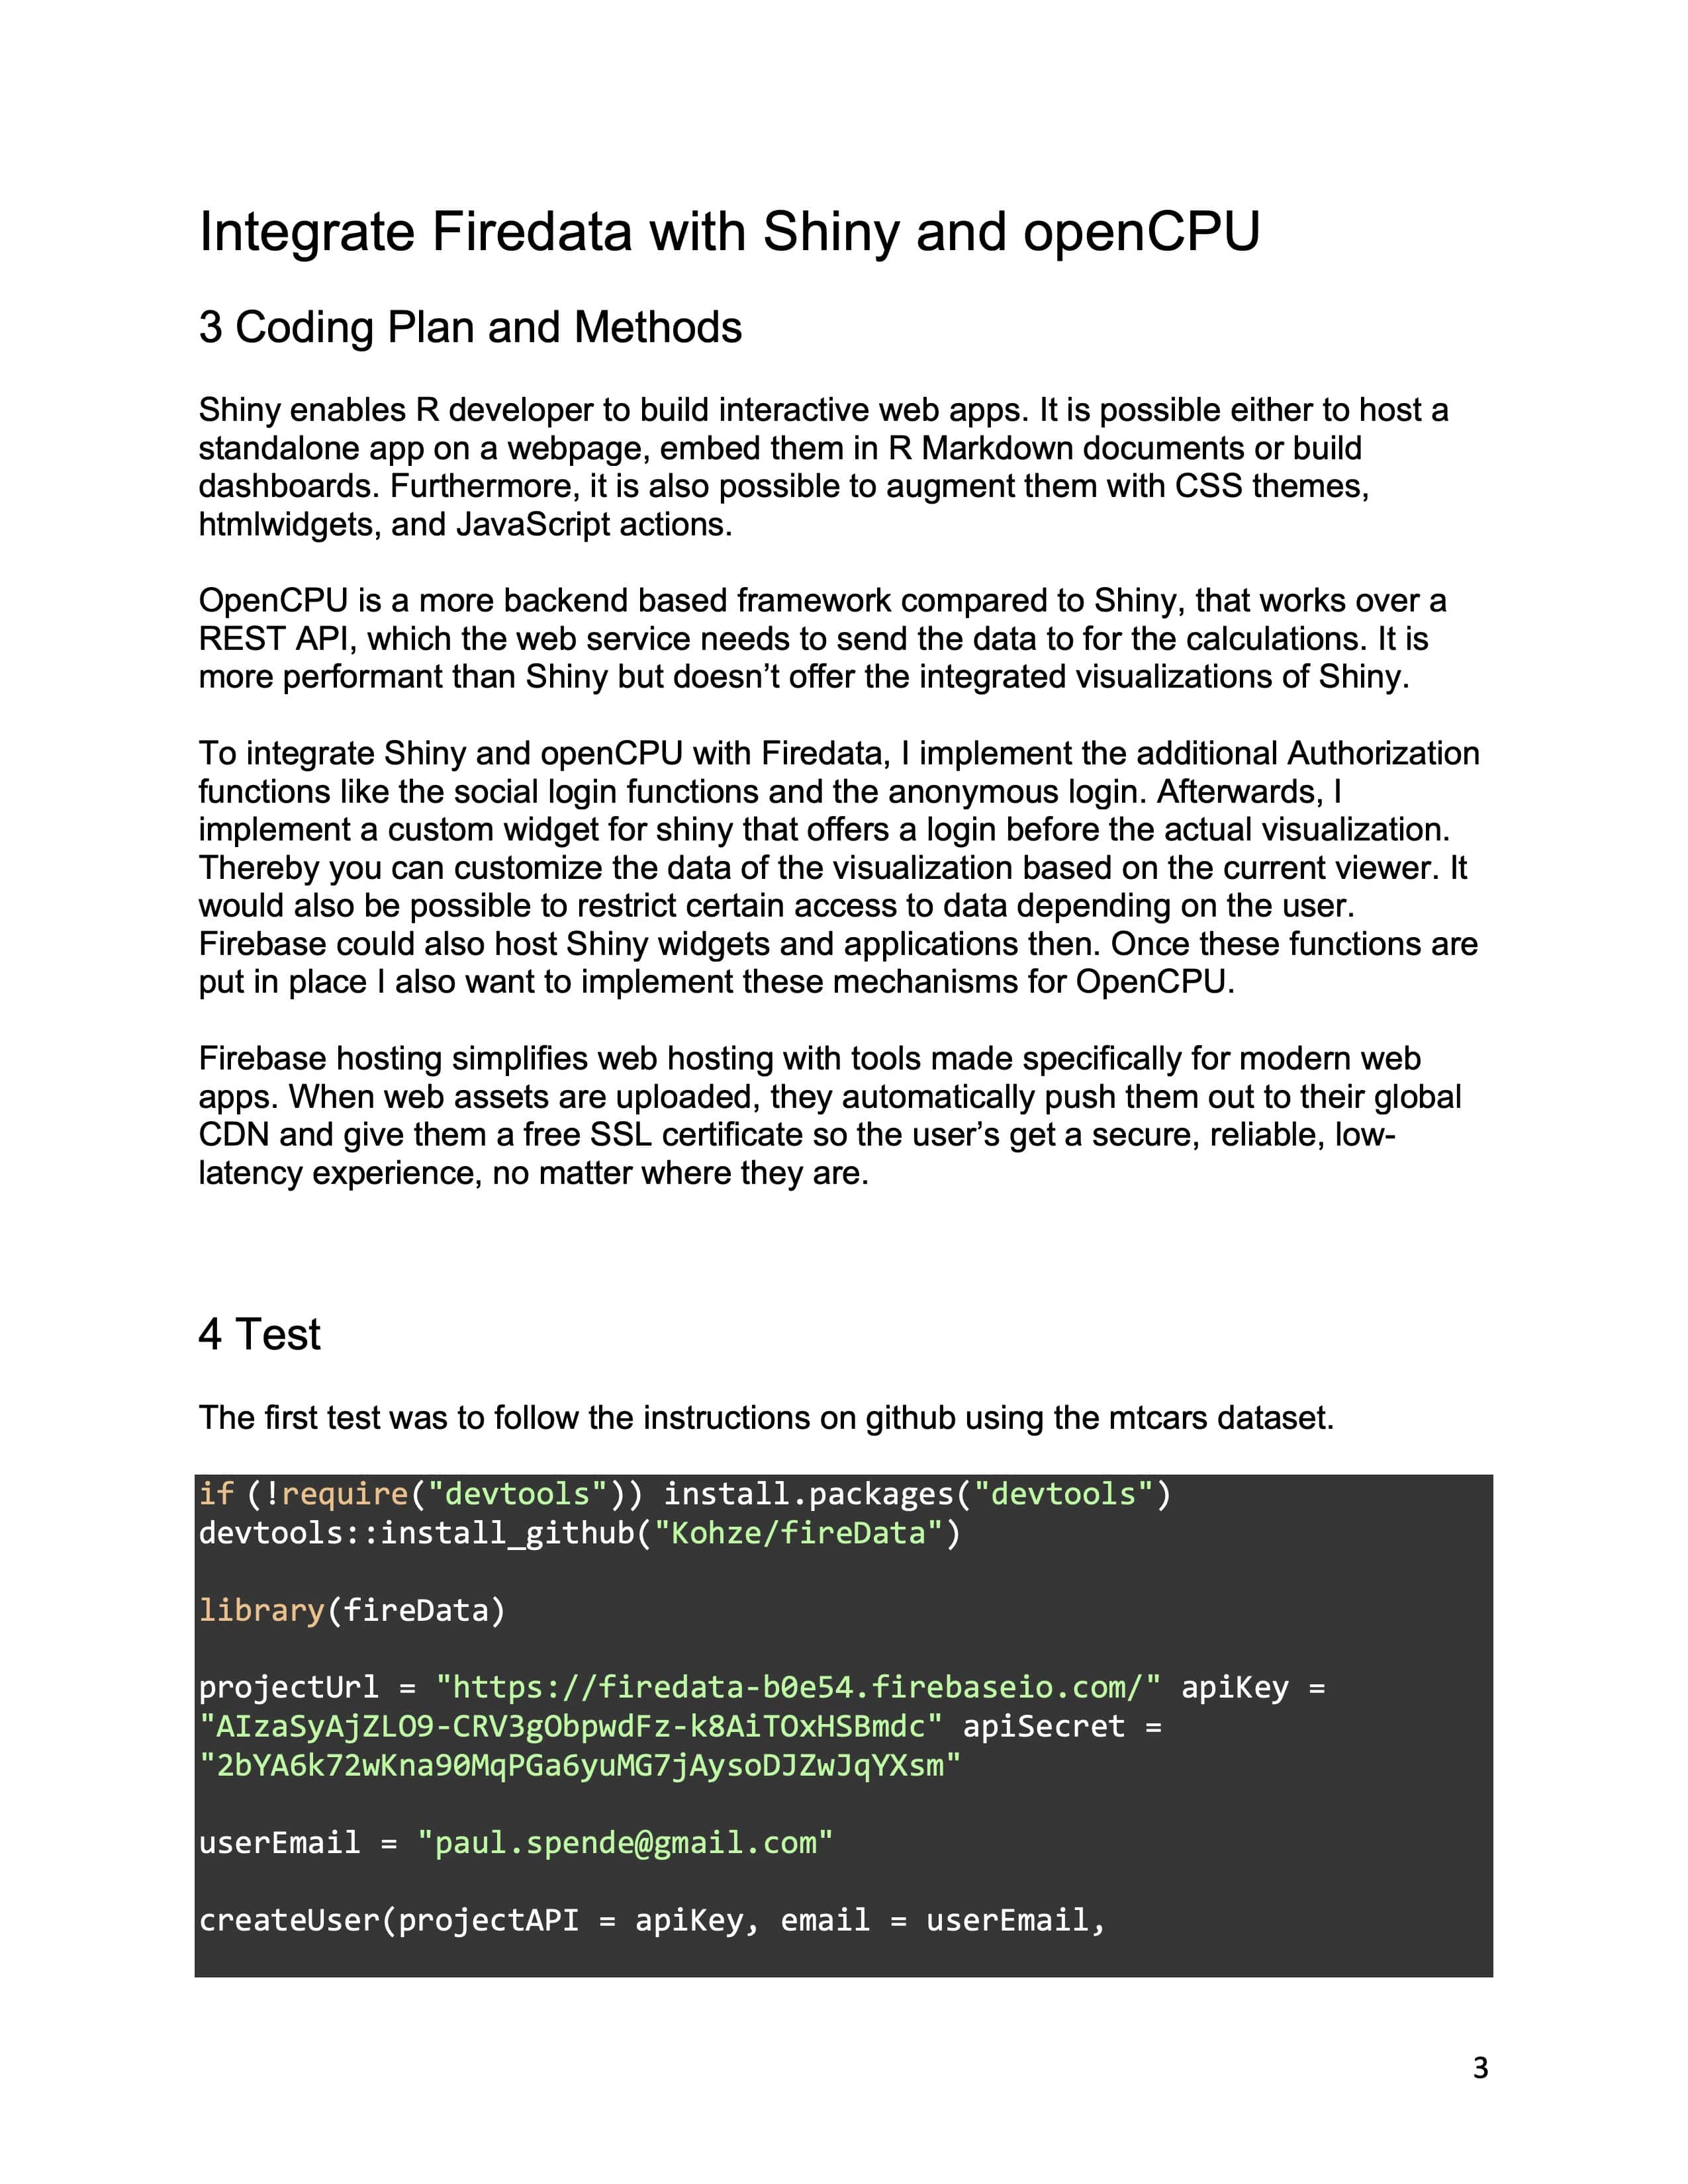 Integrate Firedata with Shiny and openCPU
3 Coding Plan and Methods
Shiny enables R developer to build interactive web apps. It is possible either to host a
standalone app on a webpage, embed them in R Markdown documents or build
dashboards. Furthermore, it is also possible to augment them with CSS themes,
htmlwidgets, and JavaScript actions.
OpenCPU is a more backend based framework compared to Shiny, that works over a
REST API, which the web service needs to send the data to for the calculations. It is
more performant than Shiny but doesn’t offer the integrated visualizations of Shiny.
To integrate Shiny and openCPU with Firedata, I implement the additional Authorization
functions like the social login functions and the anonymous login. Afterwards, I
implement a custom widget for shiny that offers a login before the actual visualization.
Thereby you can customize the data of the visualization based on the current viewer. It
would also be possible to restrict certain access to data depending on the user.
Firebase could also host Shiny widgets and applications then. Once these functions are
put in place I also want to implement these mechanisms for OpenCPU.
Firebase hosting simplifies web hosting with tools made specifically for modern web
apps. When web assets are uploaded, they automatically push them out to their global
CDN and give them a free SSL certificate so the user’s get a secure, reliable, low-
latency experience, no matter where they are.
4 Test
The first test was to follow the instructions on github using the mtcars dataset.
if (!require("devtools")) install.packages("devtools")
devtools::install_github("Kohze/fireData")
library(fireData)
projectUrl = "https://firedata-b0e54.firebaseio.com/" apiKey =
"AIzaSyAjZLO9-CRV3gObpwdFz-k8AiTOxHSBmdc" apiSecret =
"2bYA6k72wKna90MqPGa6yuMG7jAysoDJZwJqYXsm"
userEmail = "paul.spende@gmail.com"
createUser(projectAPI = apiKey, email = userEmail,
3